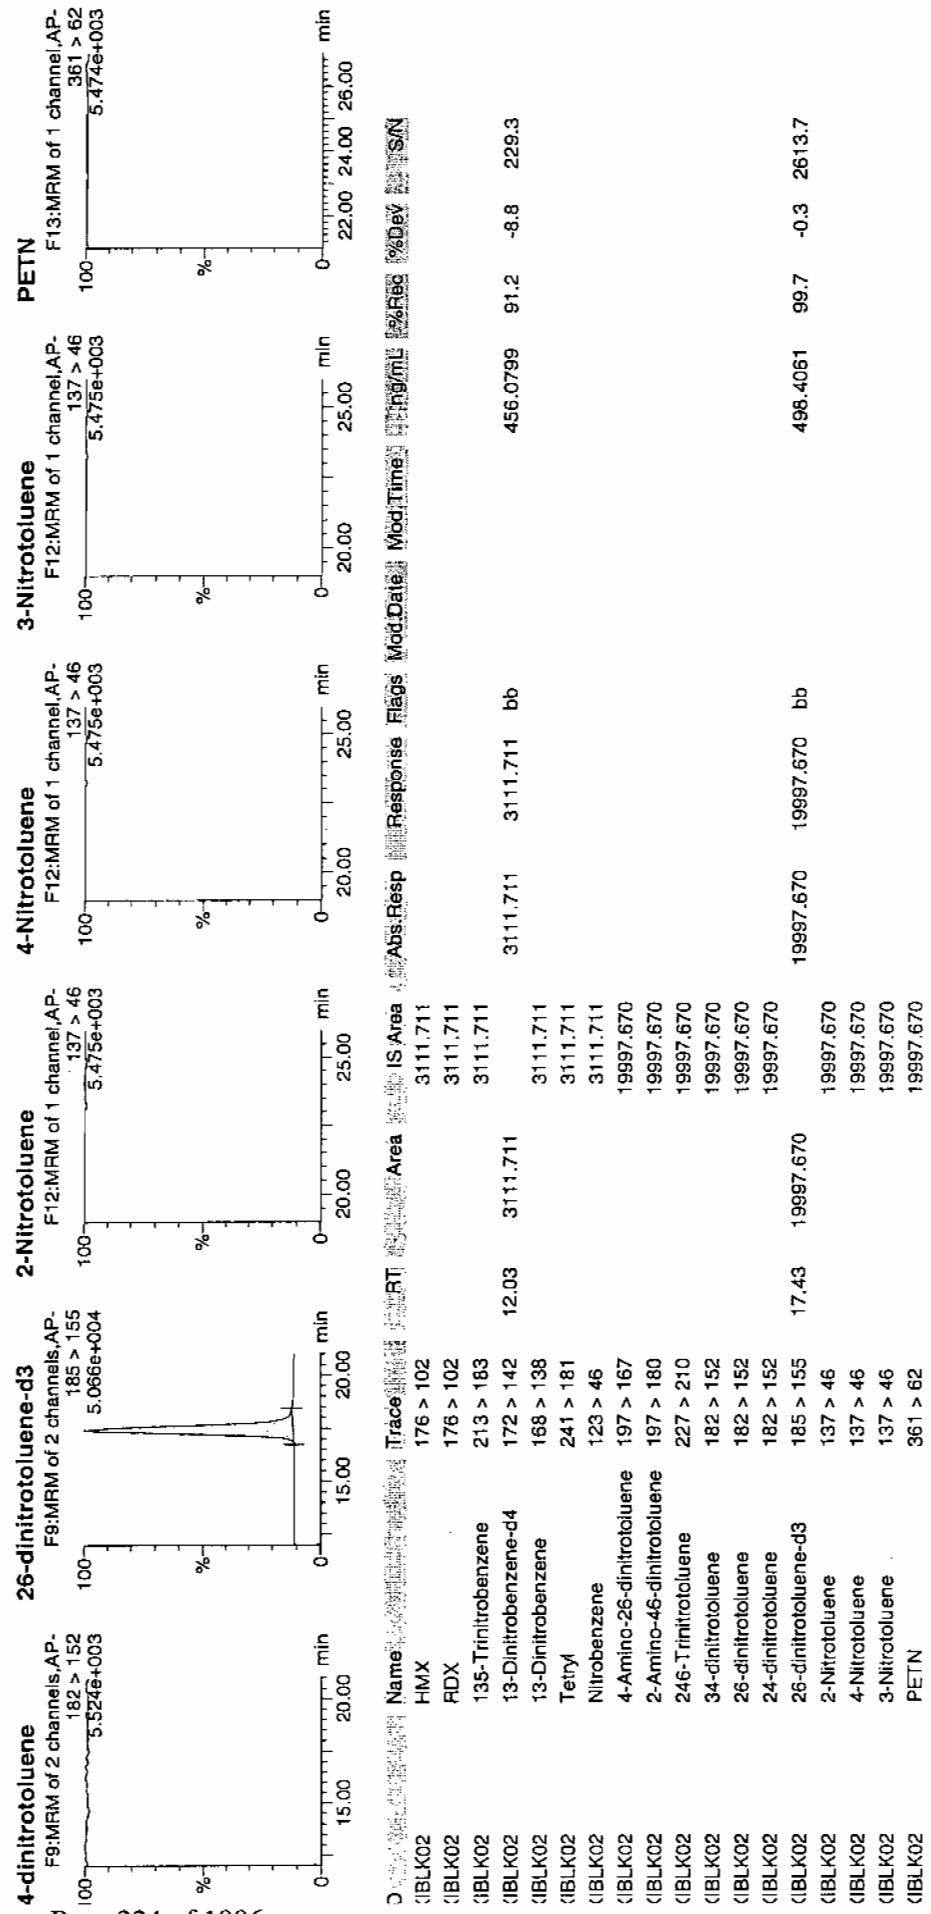 4-dinitrotoluene
F9:MRM of 2 channels,AP-
182 > 152
5.524e+003
100
%
0
15.00 20.00 min
26-dinitrotoluene-d3
F9:MRM of 2 channels,AP-
185 > 155
5.066e+004
100
%
0
15.00 20.00 min
2-Nitrotoluene
F12:MRM of 1 channel,AP-
137 > 46
5.475e+003
100
%
0
20.00 25.00 min
4-Nitrotoluene
F12:MRM of 1 channel,AP-
137 > 46
5.475e+003
100
%
0
20.00 25.00 min
3-Nitrotoluene
F12:MRM of 1 channel,AP-
137 > 46
5.475e+003
100
%
0
20.00 25.00 min
PETN
F13:MRM of 1 channel,AP-
361 > 62
5.474e+003
100
%
0
22.00 24.00 26.00 min
Name Trace RT Area IS Area Abs.Resp Response Flags Mod.Date Mod.Time ng/mL %Rec %Dev S/N
(IBLK02 HMX 176 > 102 3111.711
(IBLK02 RDX 176 > 102 3111.711
(IBLK02 135-Trinitrobenzene 213 > 183 3111.711
(IBLK02 13-Dinitrobenzene-d4 172 > 142 12.03 3111.711 3111.711 3111.711 bb 456.0799 91.2 -8.8 229.3
(IBLK02 13-Dinitrobenzene 168 > 138 3111.711
(IBLK02 Tetryl 241 > 181 3111.711
(IBLK02 Nitrobenzene 123 > 46 3111.711
(IBLK02 4-Amino-26-dinitrotoluene 197 > 167 19997.670
(IBLK02 2-Amino-46-dinitrotoluene 197 > 180 19997.670
(IBLK02 246-Trinitrotoluene 227 > 210 19997.670
(IBLK02 34-dinitrotoluene 182 > 152 19997.670
(IBLK02 26-dinitrotoluene 182 > 152 19997.670
(IBLK02 24-dinitrotoluene 182 > 152 19997.670
(IBLK02 26-dinitrotoluene-d3 185 > 155 17.43 19997.670 19997.670 19997.670 bb 498.4061 99.7 -0.3 2613.7
(IBLK02 2-Nitrotoluene 137 > 46 19997.670
(IBLK02 4-Nitrotoluene 137 > 46 19997.670
(IBLK02 3-Nitrotoluene 137 > 46 19997.670
(IBLK02 PETN 361 > 62 19997.670